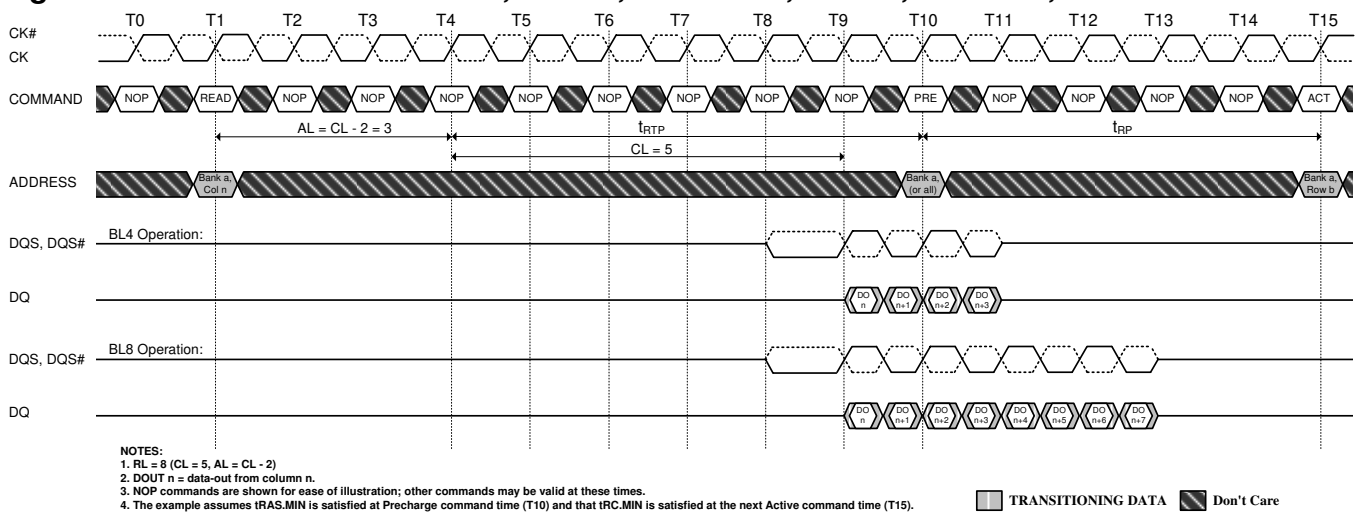 T0 T1 T2 T3 T4 T5 T6 T7 T8 T9 T10 T11 T12 T13 T14 T15
CK#
CK
COMMAND NOP READ NOP NOP NOP NOP NOP NOP NOP NOP PRE NOP NOP NOP NOP ACT
AL = CL - 2 = 3 tRTP tRP
CL = 5
ADDRESS
Bank a, Col n
Bank a, (or all)
Bank a, Row b
BL4 Operation:
DQS, DQS#
DQ
DO n DO n+1 DO n+2 DO n+3
BL8 Operation:
DQS, DQS#
DQ
DO n DO n+1 DO n+2 DO n+3 DO n+4 DO n+5 DO n+6 DO n+7
NOTES:
1. RL = 8 (CL = 5, AL = CL - 2)
2. DOUT n = data-out from column n.
3. NOP commands are shown for ease of illustration; other commands may be valid at these times.
4. The example assumes tRAS.MIN is satisfied at Precharge command time (T10) and that tRC.MIN is satisfied at the next Active command time (T15).
TRANSITIONING DATA Don't Care